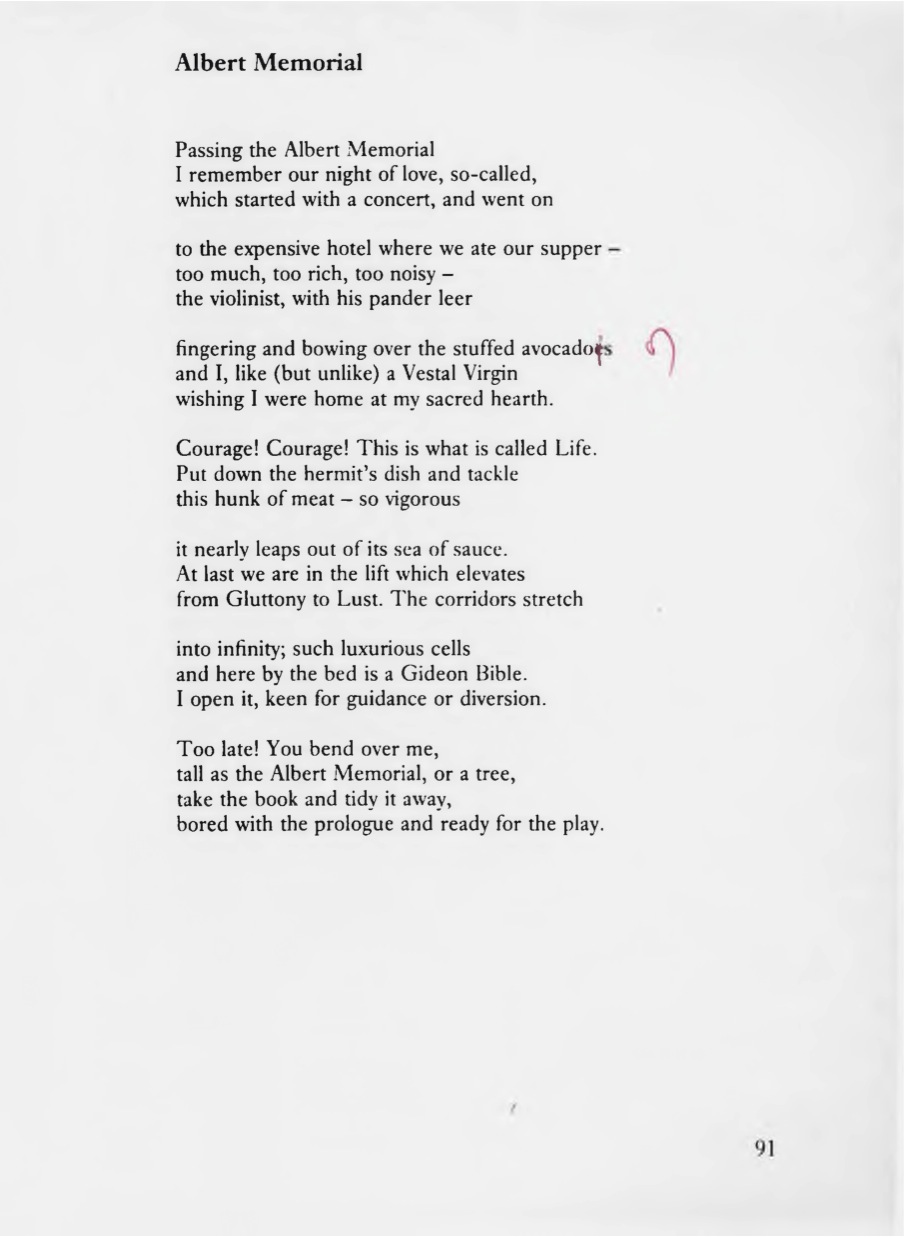 Albert Memorial
Passing the Albert Memorial
I remember our night of love, so-called,
which started with a concert, and went on
to the expensive hotel where we ate our supper –
too much, too rich, too noisy –
the violinist, with his pander leer
fingering and bowing over the stuffed avocadoes
and I, like (but unlike) a Vestal Virgin
wishing I were home at my sacred hearth.
Courage! Courage! This is what is called Life.
Put down the hermit's dish and tackle
this hunk of meat – so vigorous
it nearly leaps out of its sea of sauce.
At last we are in the lift which elevates
from Gluttony to Lust. The corridors stretch
into infinity; such luxurious cells
and here by the bed is a Gideon Bible.
I open it, keen for guidance or diversion.
Too late! You bend over me,
tall as the Albert Memorial, or a tree,
take the book and tidy it away,
bored with the prologue and ready for the play.
91